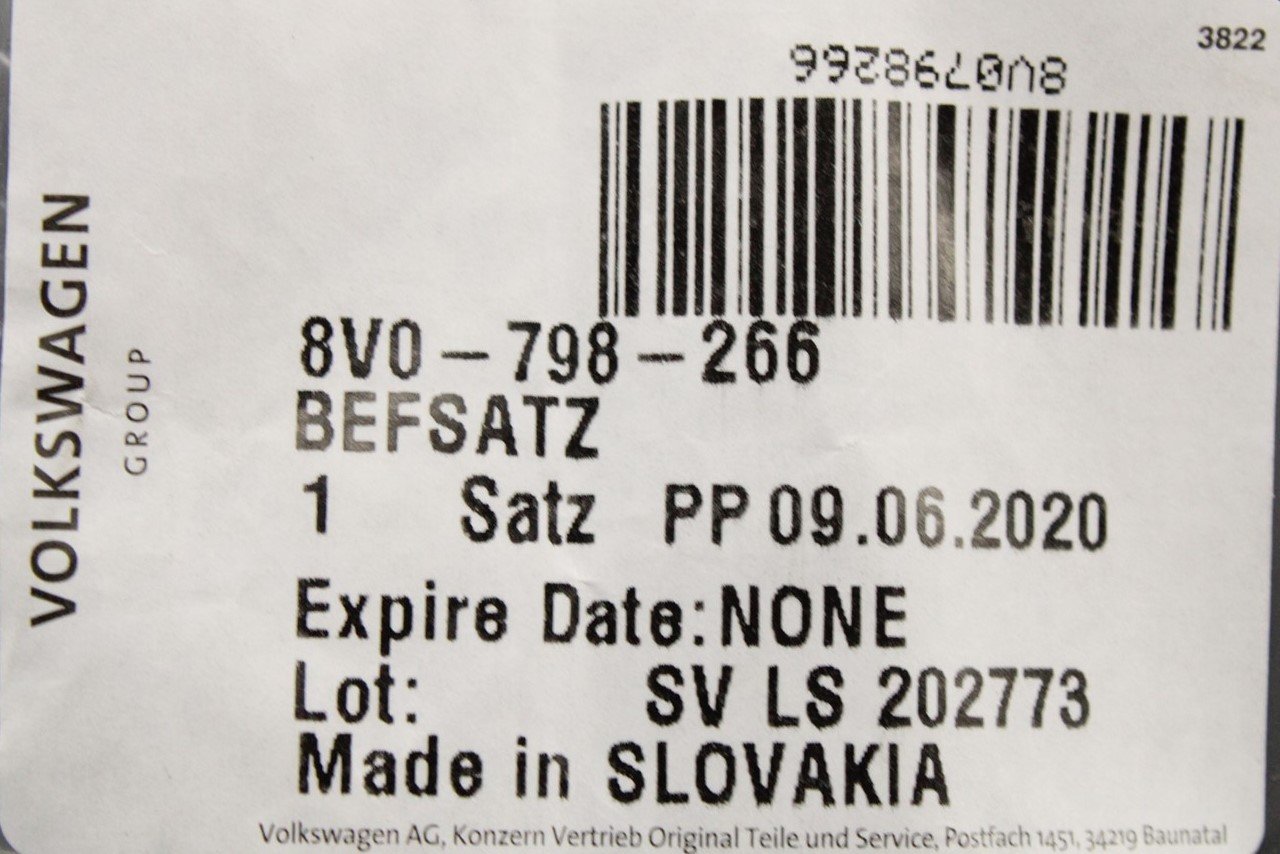 3822
8V0798266
8V0-798-266
BEFSATZ
1 Satz PP 09.06.2020
Expire Date:NONE
Lot: SV LS 202773
Made in SLOVAKIA
Volkswagen AG, Konzern Vertrieb Original Teile und Service, Postfach 1451, 34219 Baunatal
VOLKSWAGEN
GROUP